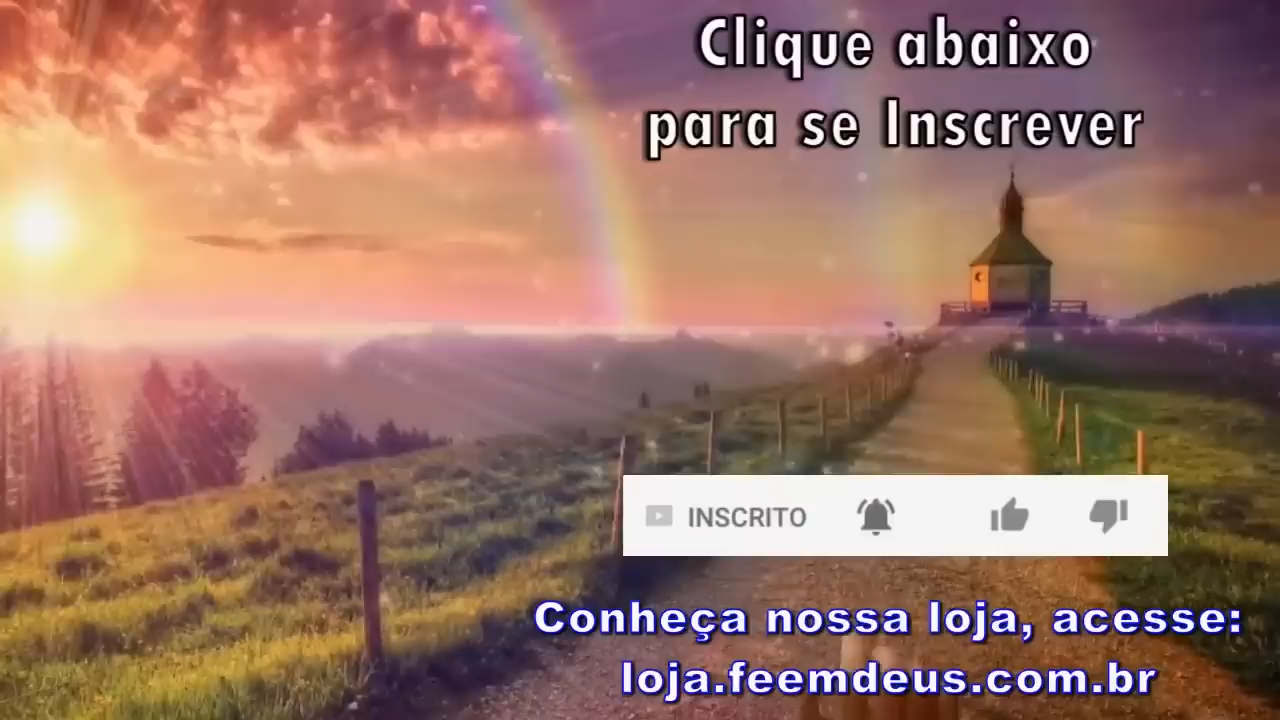 Clique abaixo
para se Inscrever
INSCRITO
Conheça nossa loja, acesse:
loja.feemdeus.com.br